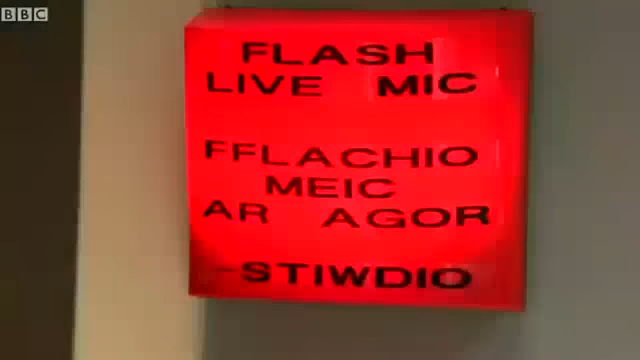 BBC
FLASH
LIVE MIC
FFLACHIO
MEIC
AR AGOR
-STIWDIO